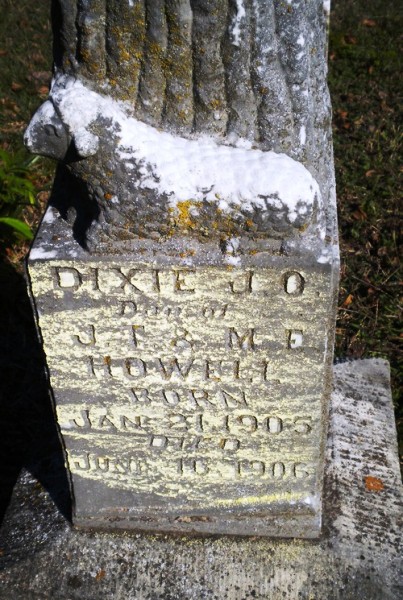 DIXIE J.O.
Dau. of
J.T. & M.E.
HOWELL
BORN
JAN. 21, 1905
DIED
JUNE 16, 1906